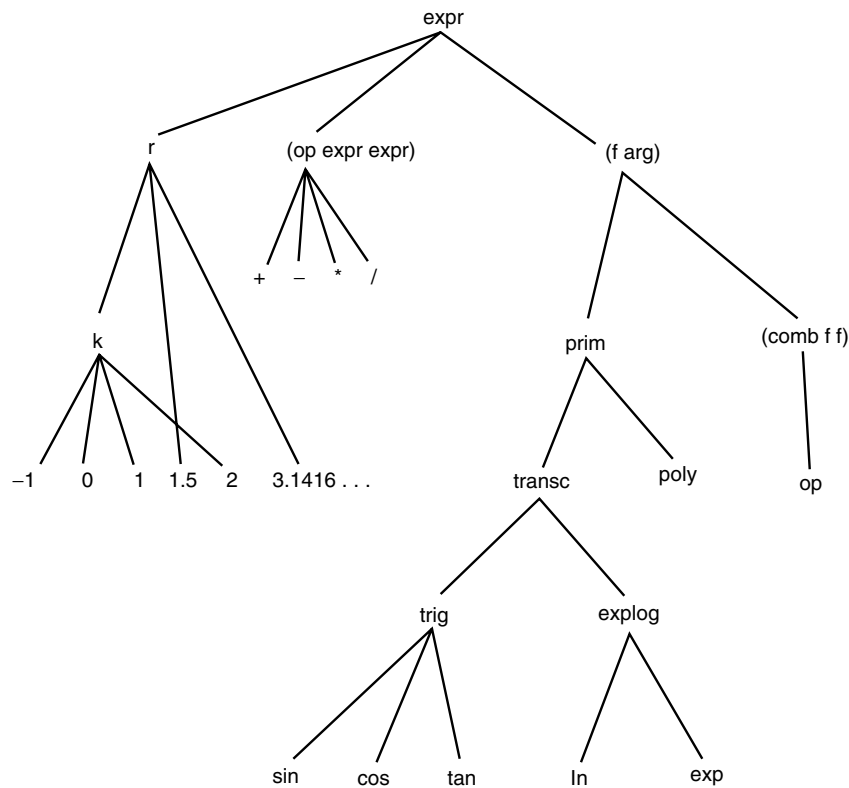 expr
r (op expr expr) (f arg)
+ − * /
k prim (comb f f)
−1 0 1 1.5 2 3.1416 . . . transc poly op
trig explog
sin cos tan ln exp